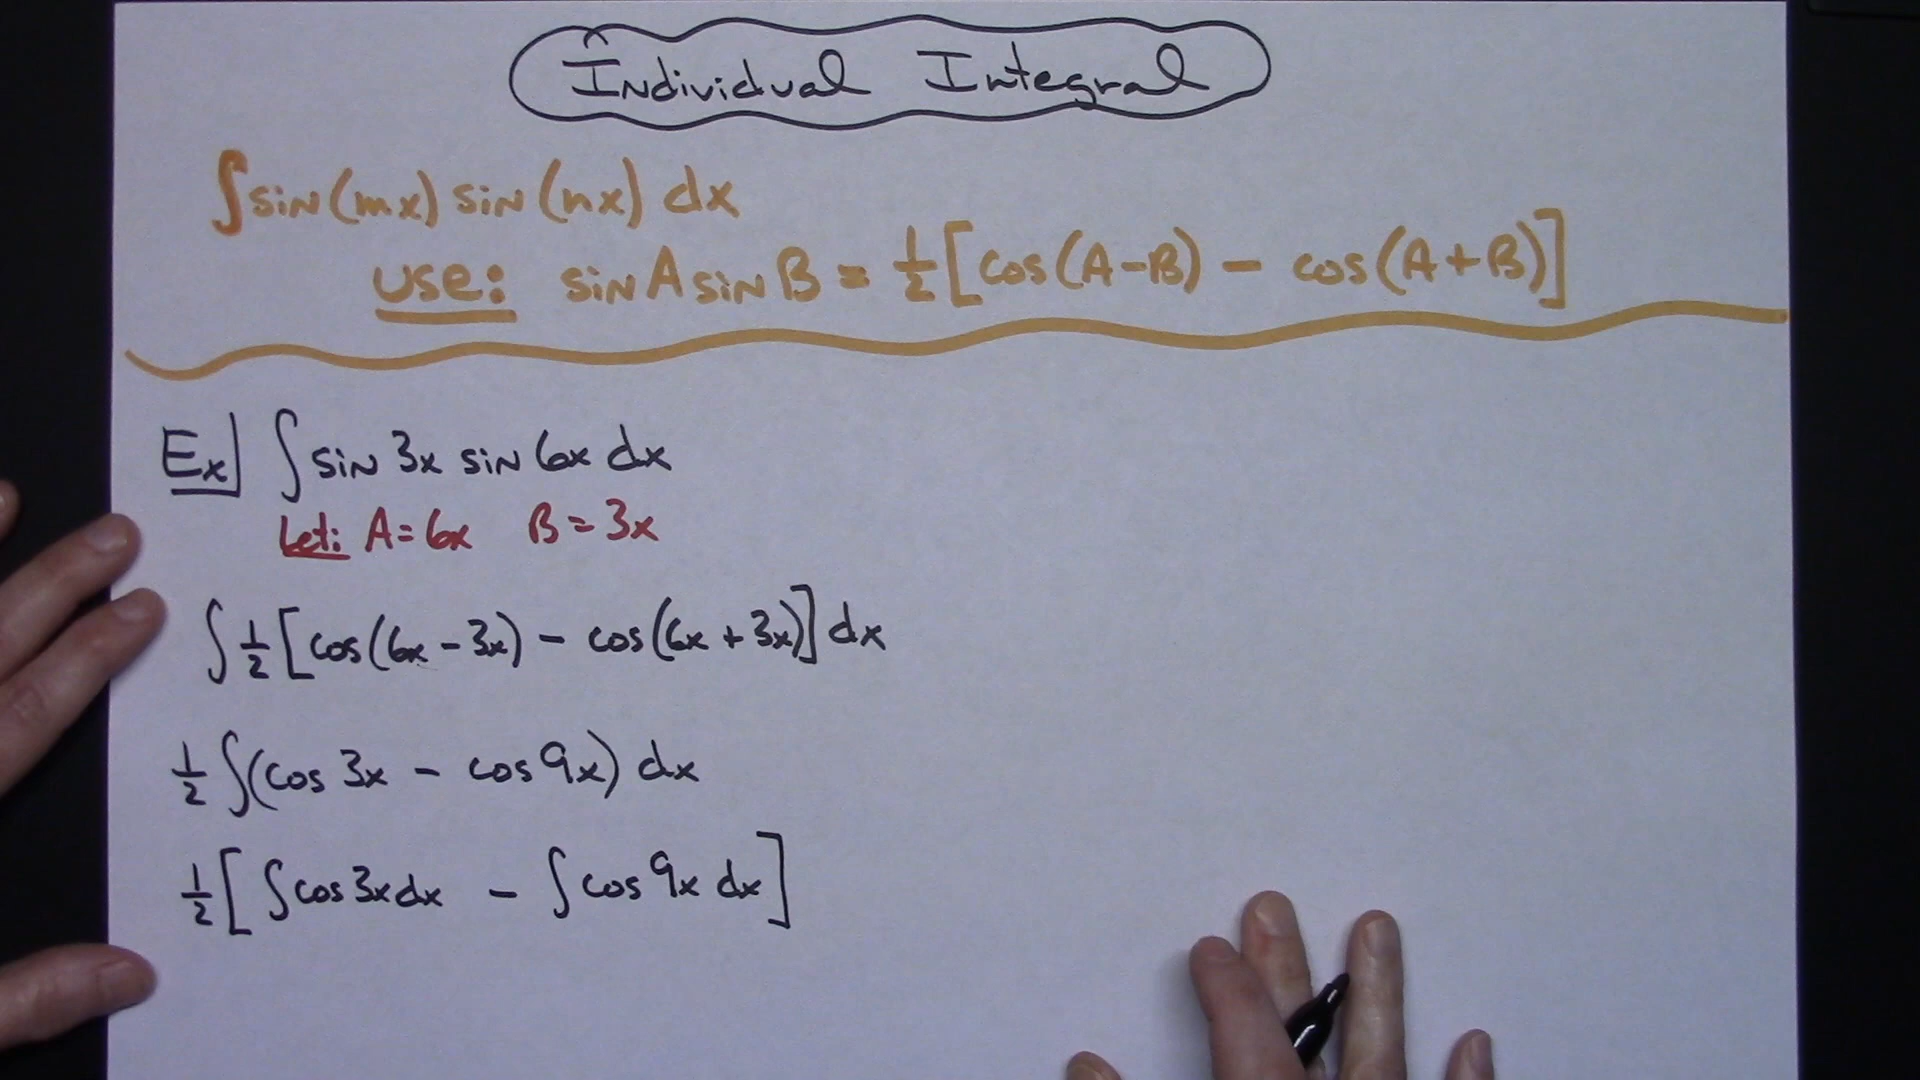 Individual Integral
∫sin(mx) sin(nx) dx
use: sinA sinB = 1/2[cos(A-B) - cos(A+B)]
Ex] ∫ sin 3x sin 6x dx
Let: A = 6x B = 3x
∫ 1/2 [cos(6x - 3x) - cos(6x + 3x)] dx
1/2 ∫(cos 3x - cos 9x) dx
1/2 [∫cos 3x dx - ∫cos 9x dx]